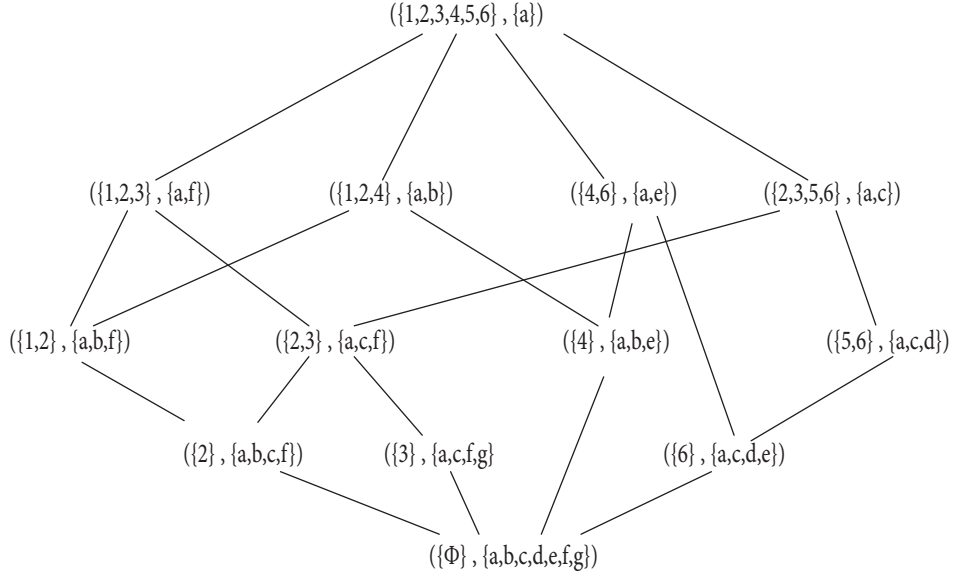 ({1,2,3,4,5,6} , {a})
({1,2,3} , {a,f}) ({1,2,4} , {a,b}) ({4,6} , {a,e}) ({2,3,5,6} , {a,c})
({1,2} , {a,b,f}) ({2,3} , {a,c,f}) ({4} , {a,b,e}) ({5,6} , {a,c,d})
({2} , {a,b,c,f}) ({3} , {a,c,f,g} ({6} , {a,c,d,e})
({Φ} , {a,b,c,d,e,f,g})